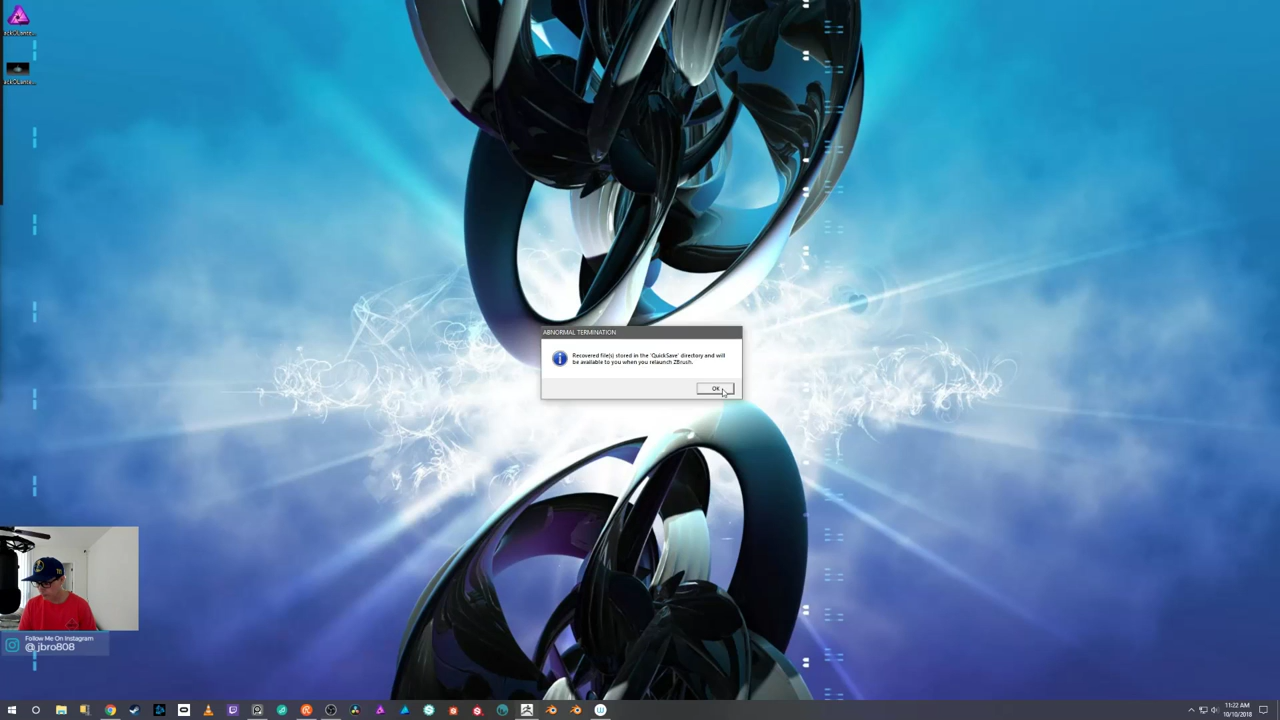 ABNORMAL TERMINATION
Recovered file(s) stored in the 'QuickSave' directory and will
be available to you when you relaunch ZBrush.
OK
Follow Me On Instagram
@jbro808
11:22 AM
10/10/2018